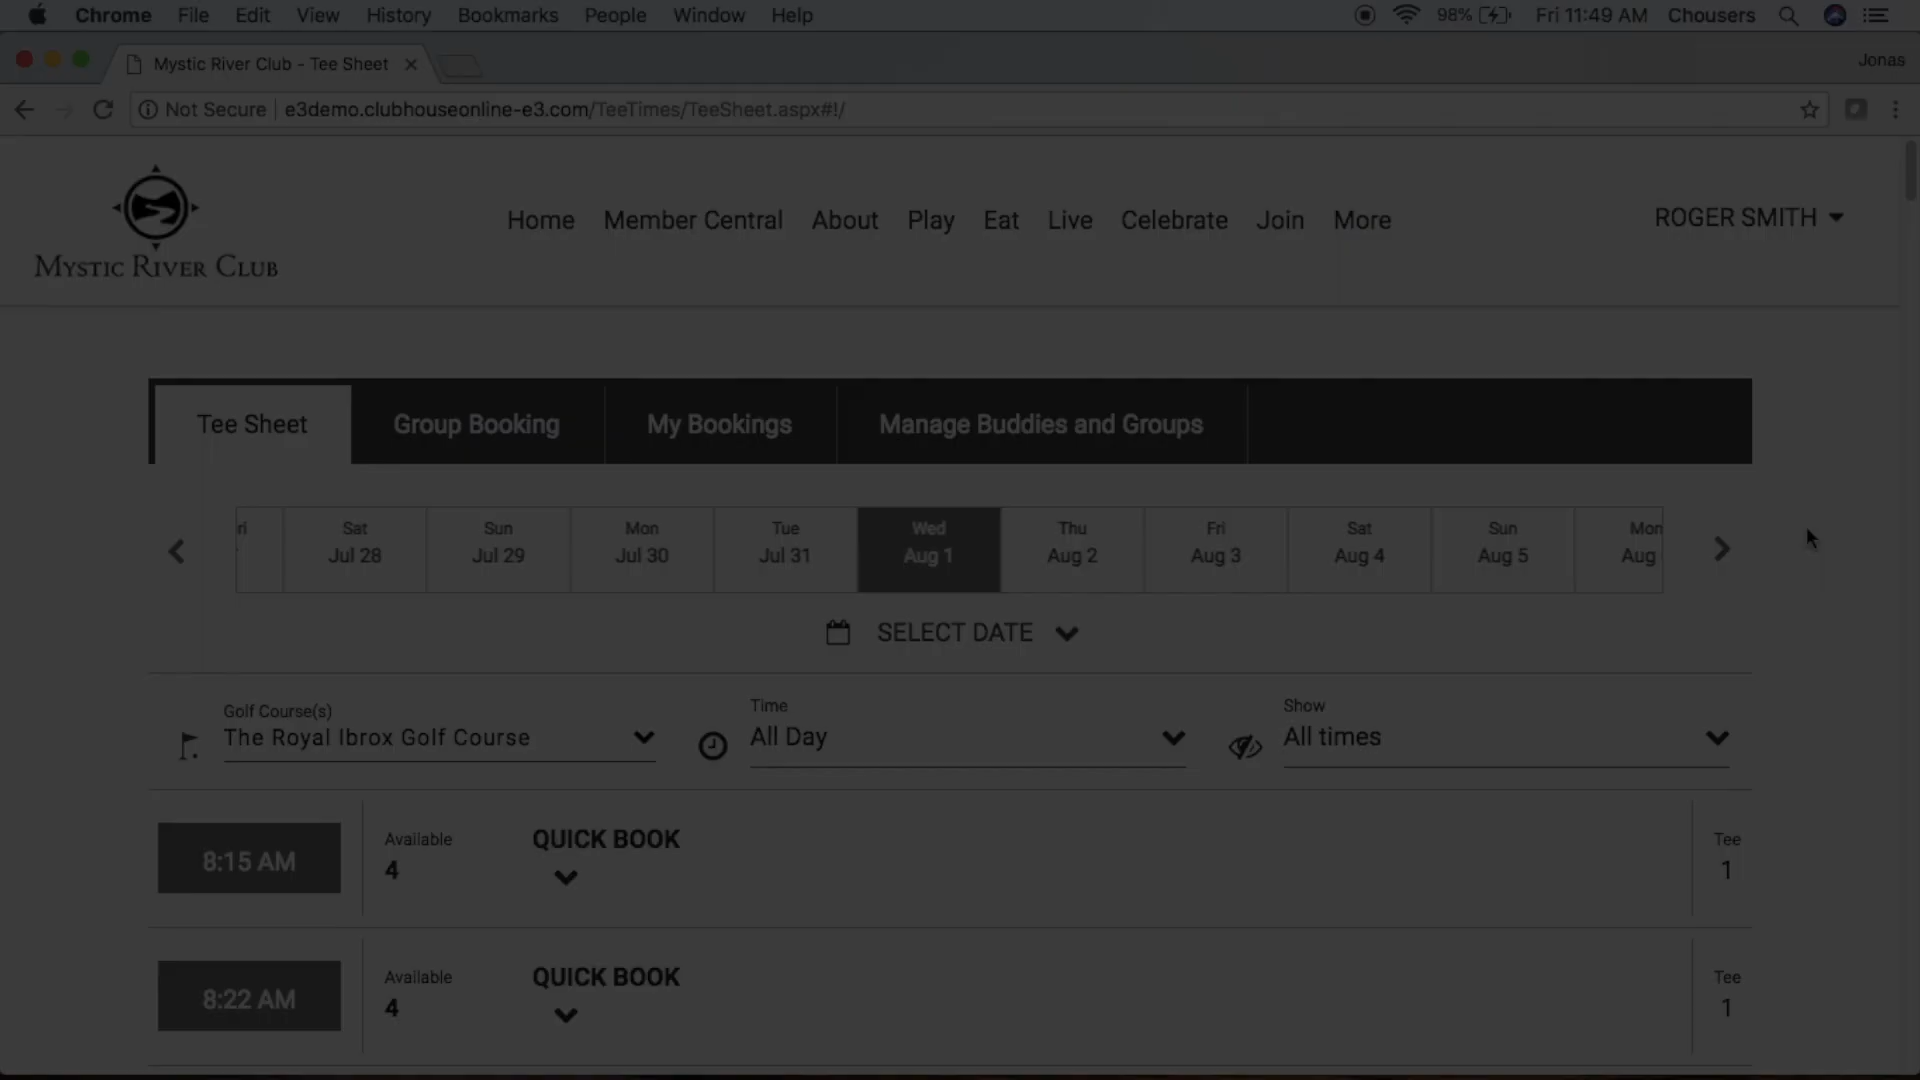 Chrome File Edit View History Bookmarks People Window Help 98% Fri 11:49 AM Chousers
Mystic River Club - Tee Sheet Jonas
Not Secure e3demo.clubhouseonline-e3.com/TeeTimes/TeeSheet.aspx#!/
MYSTIC RIVER CLUB
Home Member Central About Play Eat Live Celebrate Join More
ROGER SMITH
Tee Sheet Group Booking My Bookings Manage Buddies and Groups
ri Sat Sun Mon Tue Wed Thu Fri Sat Sun Mon
Jul 28 Jul 29 Jul 30 Jul 31 Aug 1 Aug 2 Aug 3 Aug 4 Aug 5 Aug
SELECT DATE
Golf Course(s) Time Show
The Royal Ibrox Golf Course All Day All times
Available QUICK BOOK Tee
8:15 AM 4 1
Available QUICK BOOK Tee
8:22 AM 4 1